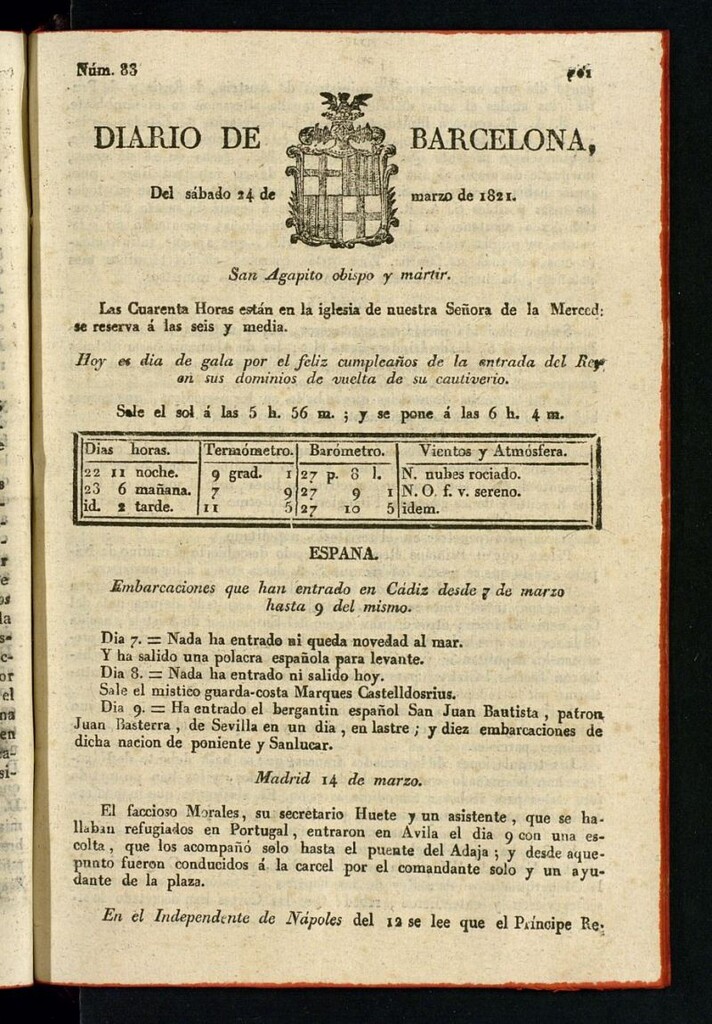 Núm. 83
701
DIARIO DE BARCELONA,
Del sábado 24 de marzo de 1821.
San Agapito obispo y mártir.
Las Cuarenta Horas están en la iglesia de nuestra Señora de la Merced:
se reserva á las seis y media.
Hoy es dia de gala por el feliz cumpleaños de la entrada del Rey
en sus dominios de vuelta de su cautiverio.
Sale el sol á las 5 h. 56 m. ; y se pone á las 6 h. 4 m.
Dias horas. Termómetro. Barómetro. Vientos y Atmósfera.
22 11 noche. 9 grad. 1 27 p. 8 l. N. nubes rociado.
23 6 mañana. 7 9 27 9 1 N. O. f. v. sereno.
id. 2 tarde. 11 5 27 10 5 idem.
ESPANA.
Embarcaciones que han entrado en Cádiz desde 7 de marzo
hasta 9 del mismo.
Dia 7. = Nada ha entrado ni queda novedad al mar.
Y ha salido una polacra española para levante.
Dia 8. = Nada ha entrado ni salido hoy.
Sale el mistico guarda-costa Marques Castelldosrius.
Dia 9. = Ha entrado el bergantin español San Juan Bautista , patron
Juan Basterra , de Sevilla en un dia , en lastre ; y diez embarcaciones de
dicha nacion de poniente y Sanlucar.
Madrid 14 de marzo.
El faccioso Morales, su secretario Huete y un asistente , que se ha-
llaban refugiados en Portugal, entraron en Avila el dia 9 con una es-
colta , que los acompañó solo hasta el puente del Adaja ; y desde aque-
punto fueron conducidos á la carcel por el comandante solo y un ayu-
dante de la plaza.
En el Independente de Nápoles del 12 se lee que el Príncipe Re-